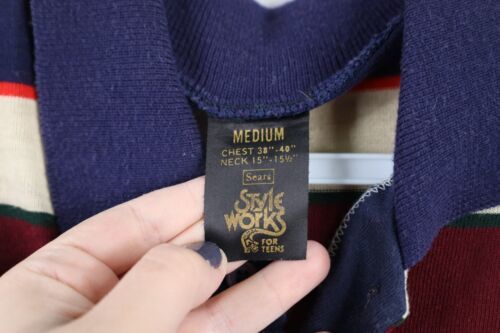 MEDIUM
CHEST 38"-40"
NECK 15"-15½"
Sears
STYLE
WORKS
FOR
TEENS